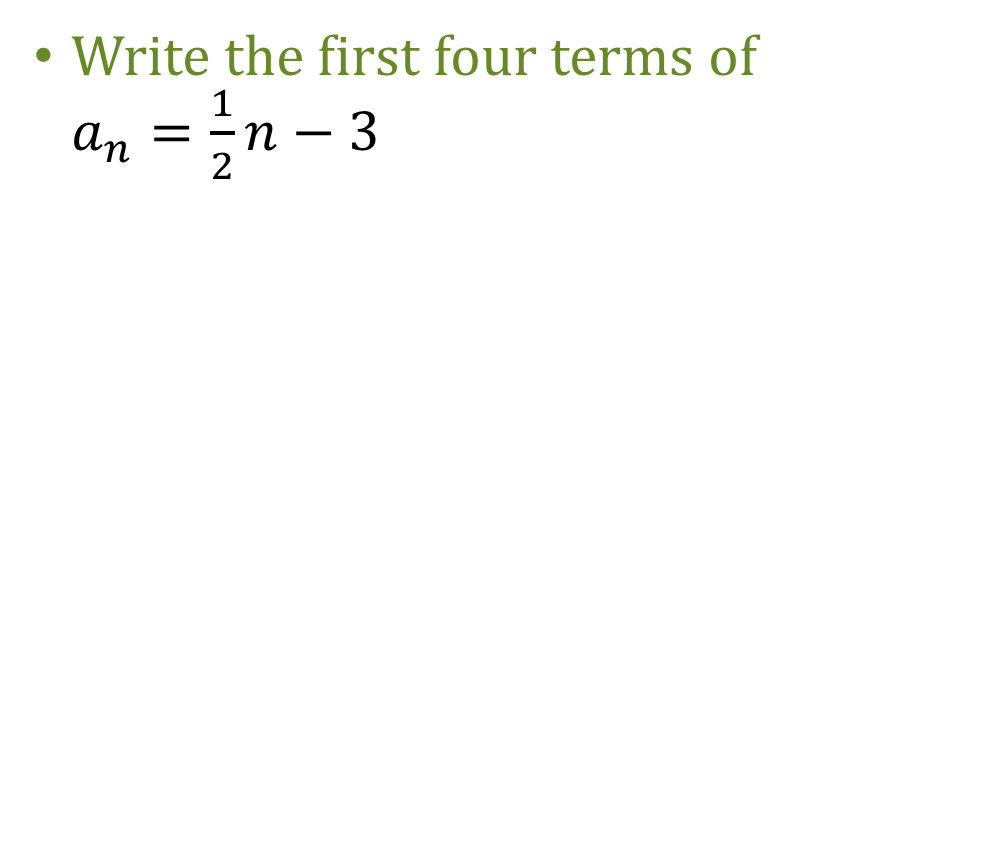 • Write the first four terms of
𝑎ₙ = ½𝑛 − 3